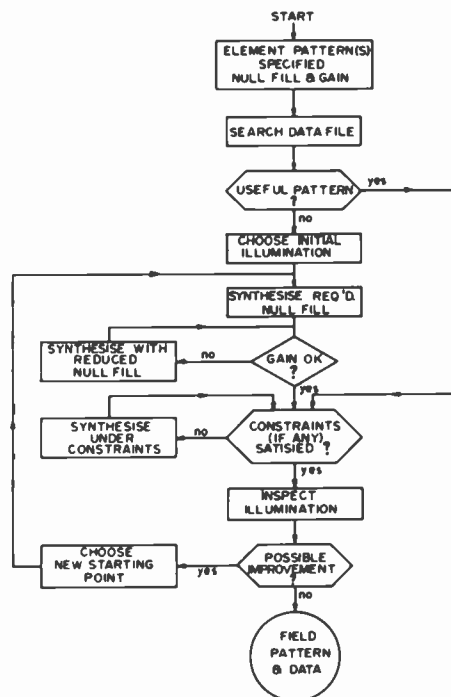 START
ELEMENT PATTERN(S)
SPECIFIED
NULL FILL & GAIN
SEARCH DATA FILE
USEFUL PATTERN
?
yes
no
CHOOSE INITIAL
ILLUMINATION
SYNTHESISE REQ'D.
NULL FILL
SYNTHESISE WITH
REDUCED
NULL FILL
no
GAIN OK
?
yes
SYNTHESISE
UNDER
CONSTRAINTS
no
CONSTRAINTS
(IF ANY)
SATISIED ?
yes
INSPECT
ILLUMINATION
CHOOSE
NEW STARTING
POINT
yes
POSSIBLE
IMPROVEMENT
?
no
FIELD
PATTERN
& DATA